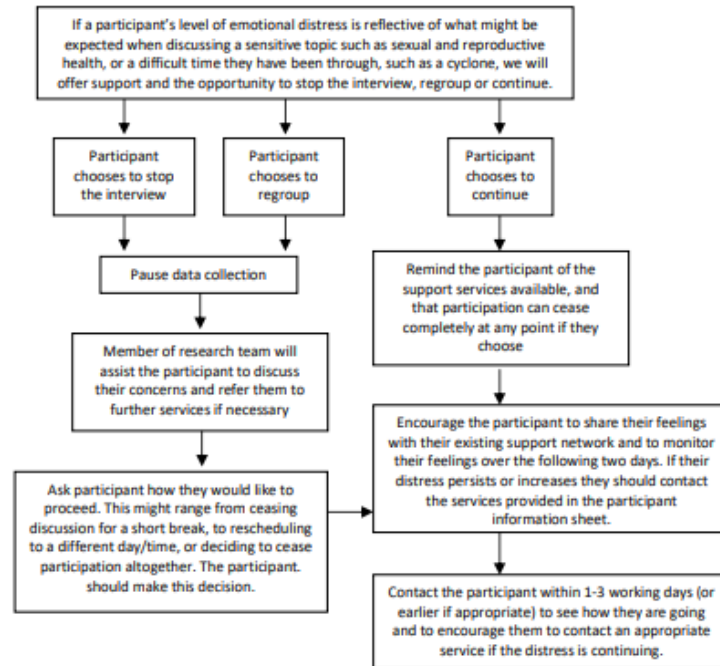 If a participant's level of emotional distress is reflective of what might be
expected when discussing a sensitive topic such as sexual and reproductive
health, or a difficult time they have been through, such as a cyclone, we will
offer support and the opportunity to stop the interview, regroup or continue.
Participant
chooses to stop
the interview
Participant
chooses to
regroup
Participant
chooses to
continue
Pause data collection
Remind the participant of the
support services available, and
that participation can cease
completely at any point if they
choose
Member of research team will
assist the participant to discuss
their concerns and refer them to
further services if necessary
Encourage the participant to share their feelings
with their existing support network and to monitor
their feelings over the following two days. If their
distress persists or increases they should contact
the services provided in the participant
information sheet.
Ask participant how they would like to
proceed. This might range from ceasing
discussion for a short break, to rescheduling
to a different day/time, or deciding to cease
participation altogether. The participant.
should make this decision.
Contact the participant within 1-3 working days (or
earlier if appropriate) to see how they are going
and to encourage them to contact an appropriate
service if the distress is continuing.